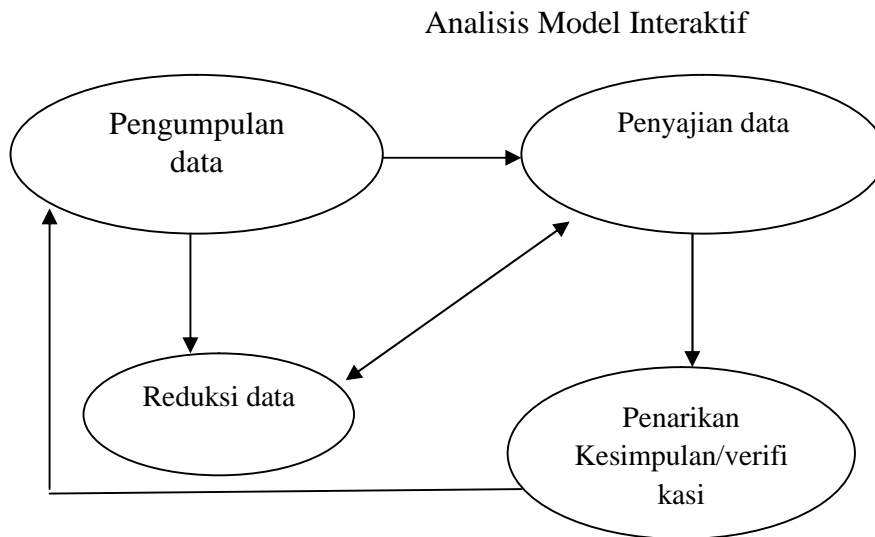 Analisis Model Interaktif
Pengumpulan
data
Penyajian data
Reduksi data
Penarikan
Kesimpulan/verifi
kasi